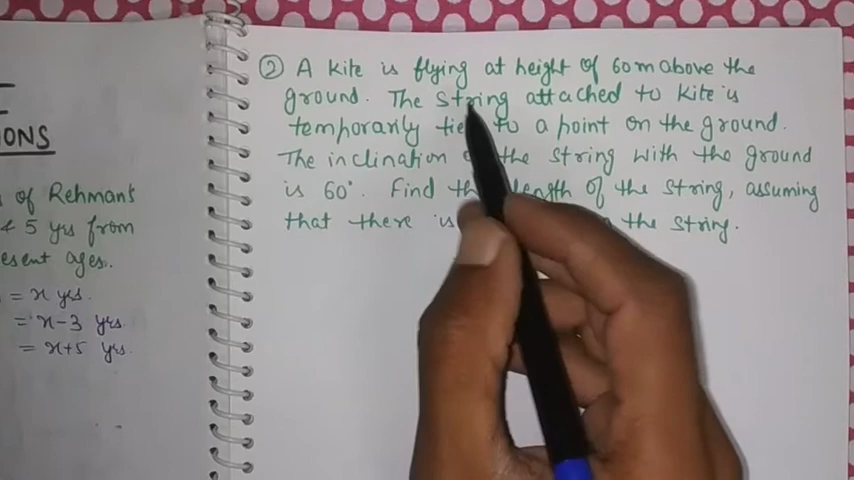 ONS
of Rehman's
5 yrs from
esent ages.
= x yrs.
= x-3 yrs.
= x+5 yrs.
② A kite is flying at height of 60m above the
ground. The string attached to kite is
temporarily to a point on the ground.
The inclination the string with the ground
is 60°. Find length of the string, assuming
that there is the string.